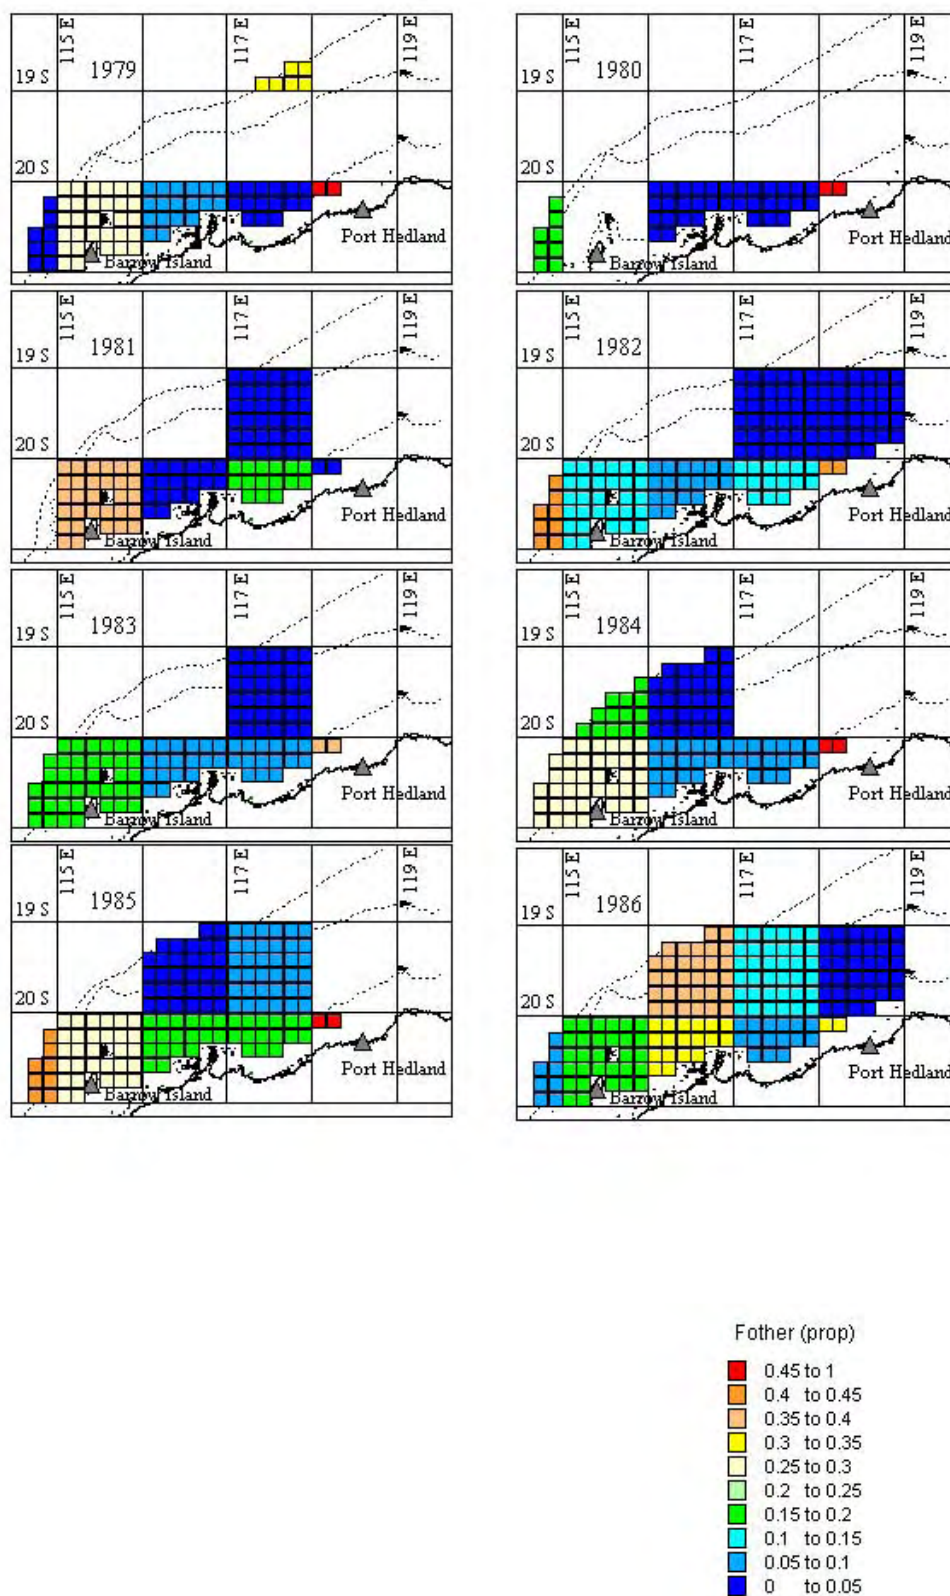 115 E
117 E
119 E
1979
19 S
20 S
Port Hedland
Barrow Island
115 E
117 E
119 E
1980
19 S
20 S
Port Hedland
Barrow Island
115 E
117 E
119 E
1981
19 S
20 S
Port Hedland
Barrow Island
115 E
117 E
119 E
1982
19 S
20 S
Port Hedland
Barrow Island
115 E
117 E
119 E
1983
19 S
20 S
Port Hedland
Barrow Island
115 E
117 E
119 E
1984
19 S
20 S
Port Hedland
Barrow Island
115 E
117 E
119 E
1985
19 S
20 S
Port Hedland
Barrow Island
115 E
117 E
119 E
1986
19 S
20 S
Port Hedland
Barrow Island
Fother (prop)
0.45 to 1
0.4 to 0.45
0.35 to 0.4
0.3 to 0.35
0.25 to 0.3
0.2 to 0.25
0.15 to 0.2
0.1 to 0.15
0.05 to 0.1
0 to 0.05